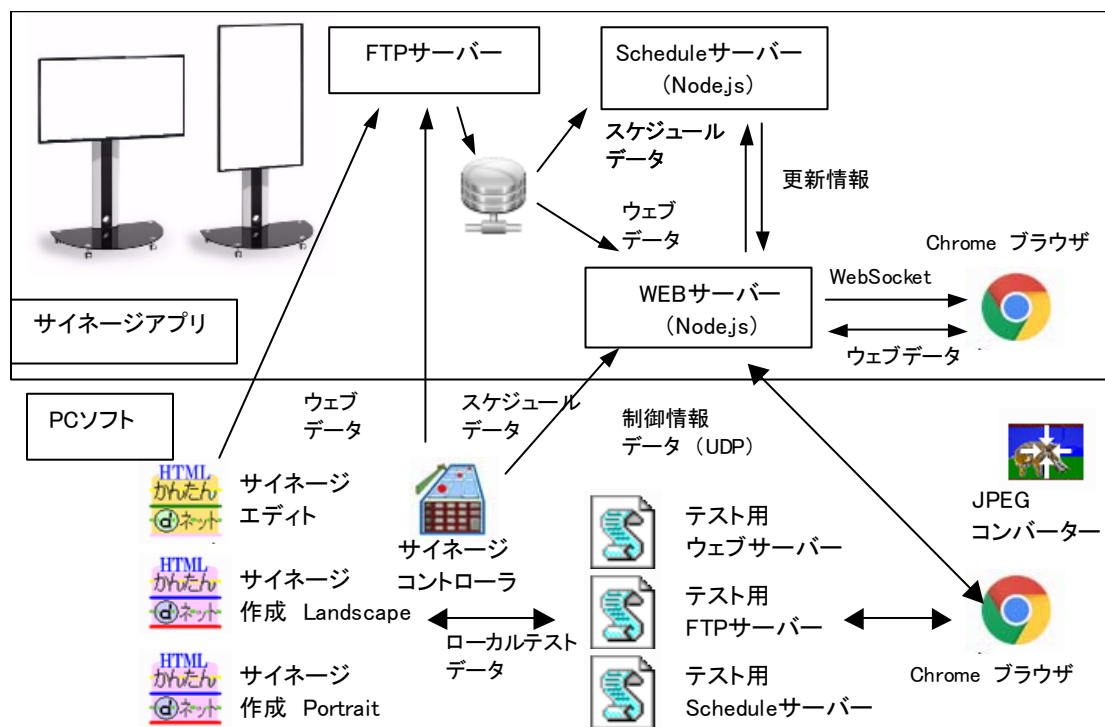 FTPサーバー
Scheduleサーバー
（Node.js）
スケジュール
データ
更新情報
ウェブ
データ
Chrome ブラウザ
WEBサーバー
（Node.js）
WebSocket
ウェブデータ
サイネージアプリ
PCソフト
ウェブ
データ
スケジュール
データ
制御情報
データ（UDP）
HTML
かんたん
ⓓネット
サイネージ
エディト
サイネージ
コントローラ
テスト用
ウェブサーバー
JPEG
コンバーター
HTML
かんたん
ⓓネット
サイネージ
作成 Landscape
ローカルテスト
データ
テスト用
FTPサーバー
Chrome ブラウザ
HTML
かんたん
ⓓネット
サイネージ
作成 Portrait
テスト用
Scheduleサーバー